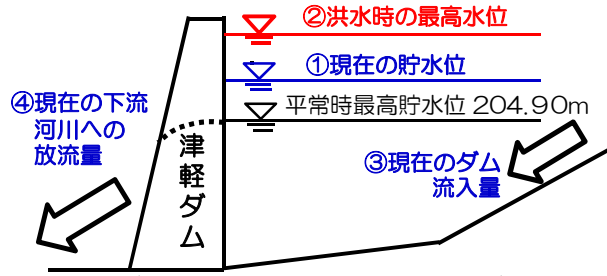 ②洪水時の最高水位
①現在の貯水位
平常時最高貯水位 204.90m
④現在の下流
河川への
放流量
津軽ダム
③現在のダム
流入量